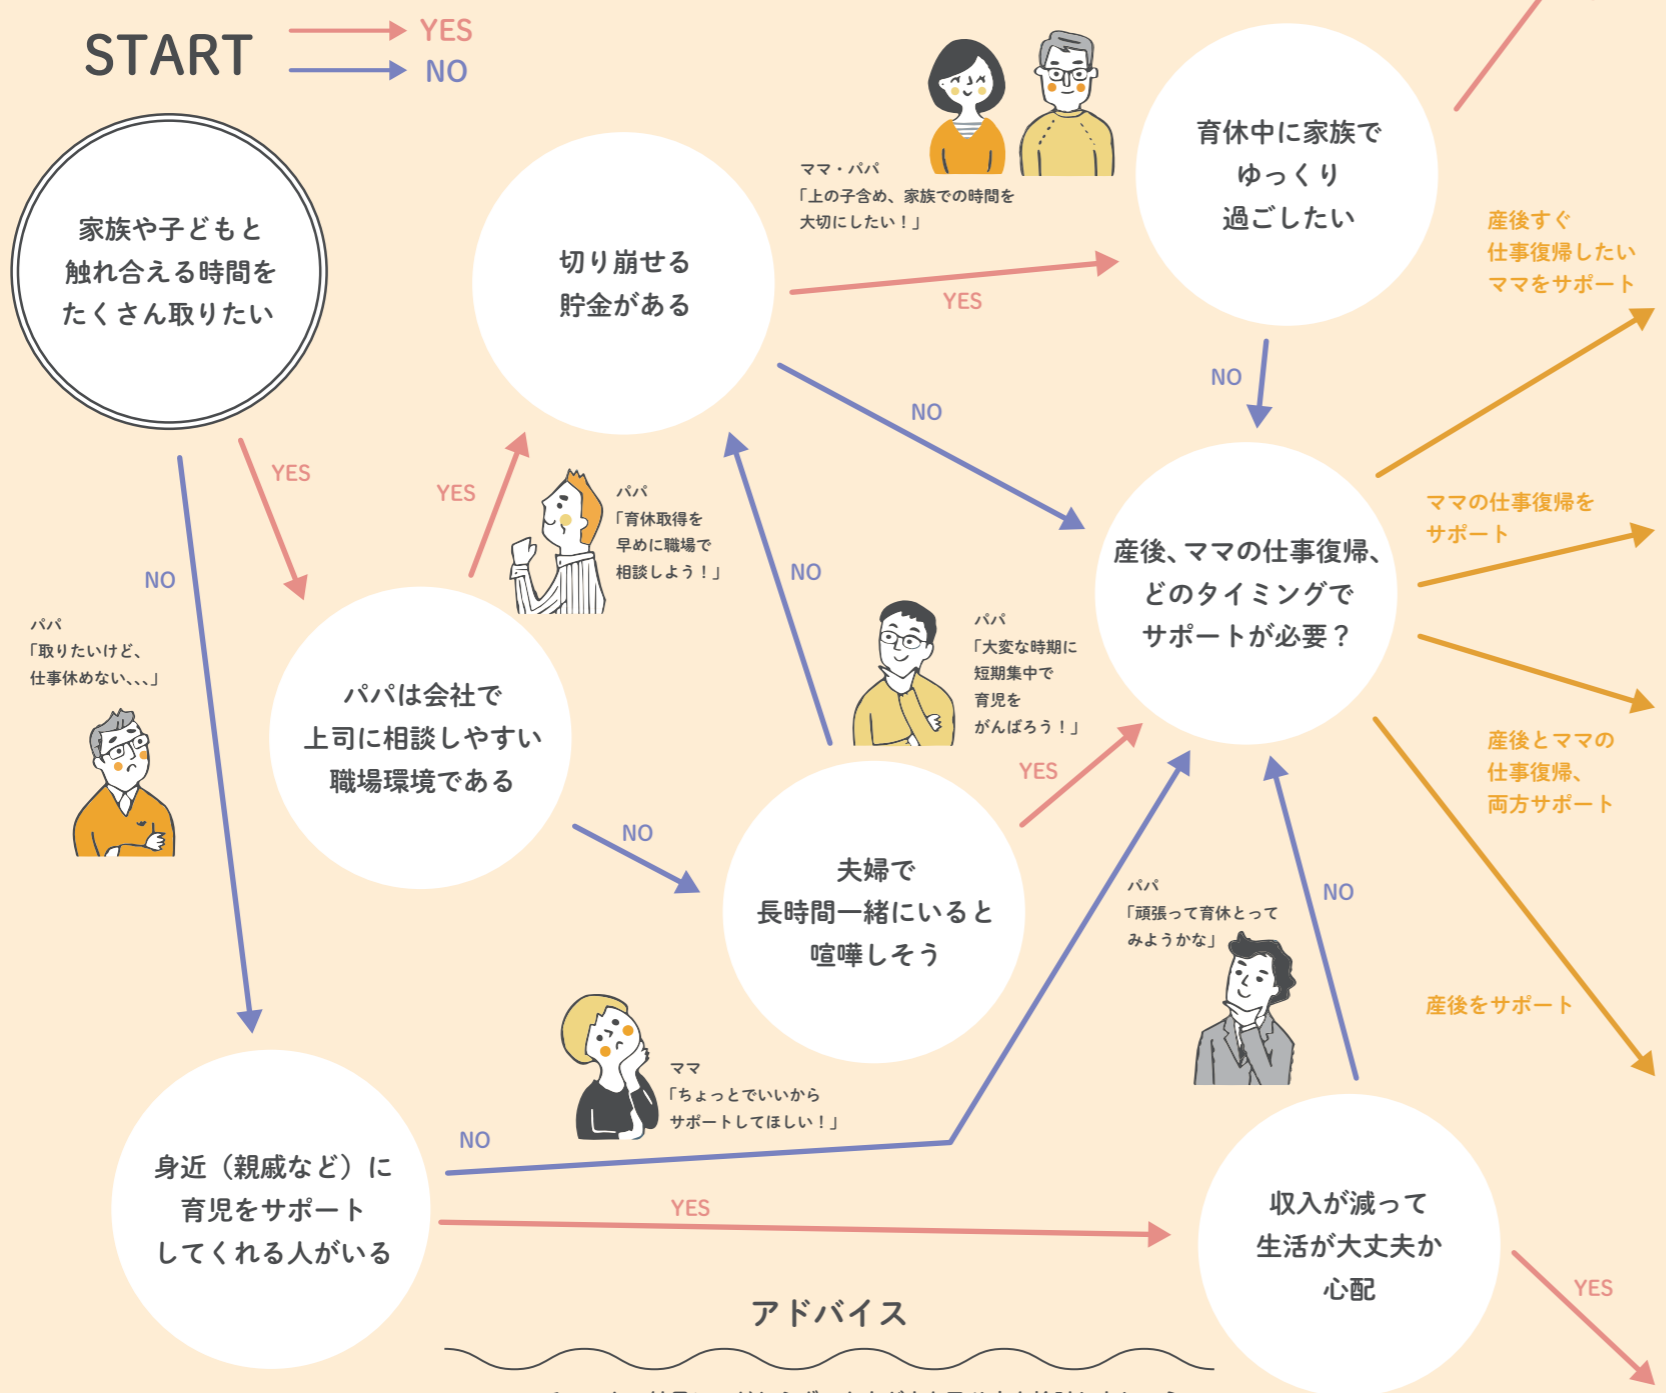 START
YES
NO
家族や子どもと
触れ合える時間を
たくさん取りたい
切り崩せる
貯金がある
ママ・パパ
「上の子含め、家族での時間を
大切にしたい！」
育休中に家族で
ゆっくり
過ごしたい
YES
NO
NO
産後すぐ
仕事復帰したい
ママをサポート
YES
YES
パパ
「育休取得を
早めに職場で
相談しよう！」
NO
NO
ママの仕事復帰を
サポート
産後、ママの仕事復帰、
どのタイミングで
サポートが必要？
パパ
「取りたいけど、
仕事休めない、、、」
パパは会社で
上司に相談しやすい
職場環境である
パパ
「大変な時期に
短期集中で
育児を
がんばろう！」
YES
産後とママの
仕事復帰、
両方サポート
NO
夫婦で
長時間一緒にいると
喧嘩しそう
パパ
「頑張って育休とって
みようかな」
NO
産後をサポート
ママ
「ちょっとでいいから
サポートしてほしい！」
NO
身近（親戚など）に
育児をサポート
してくれる人がいる
YES
収入が減って
生活が大丈夫か
心配
YES
アドバイス